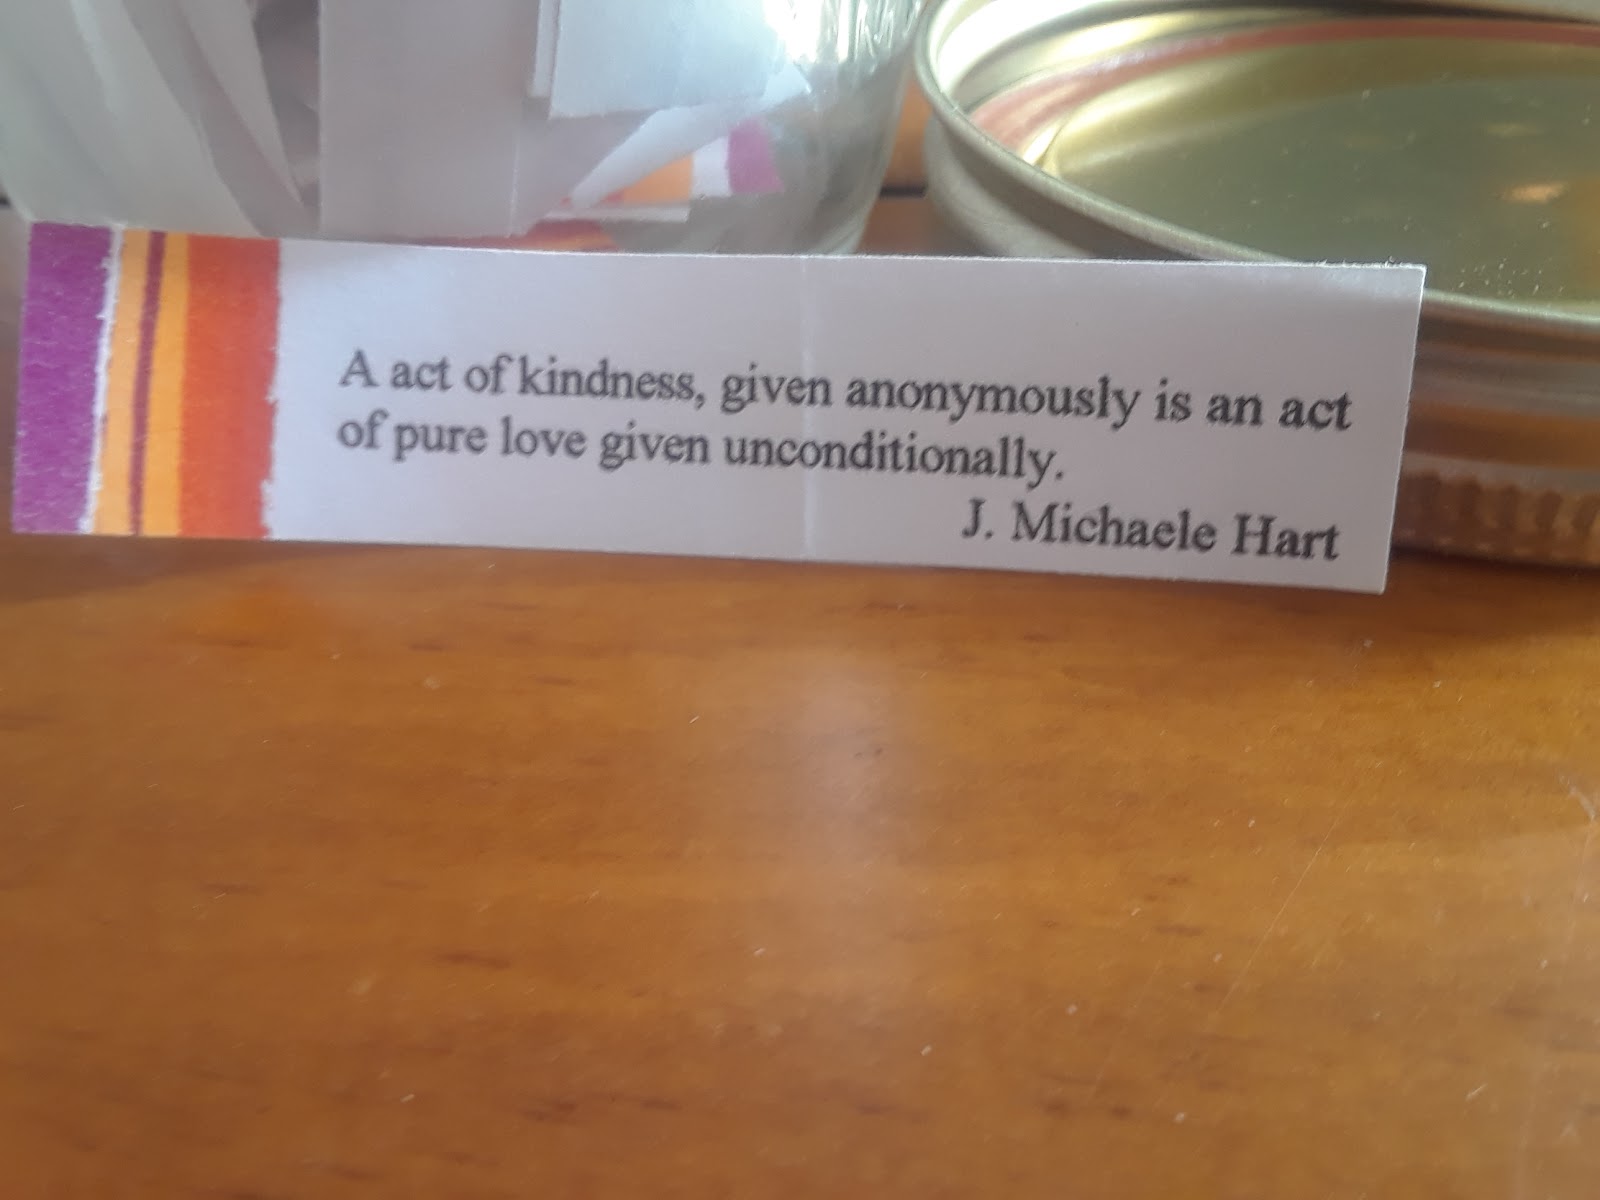 A act of kindness, given anonymously is an act
of pure love given unconditionally.
J. Michaele Hart